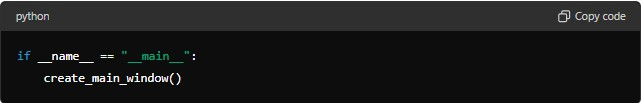 python Copy code
if __name__ == "__main__":
    create_main_window()